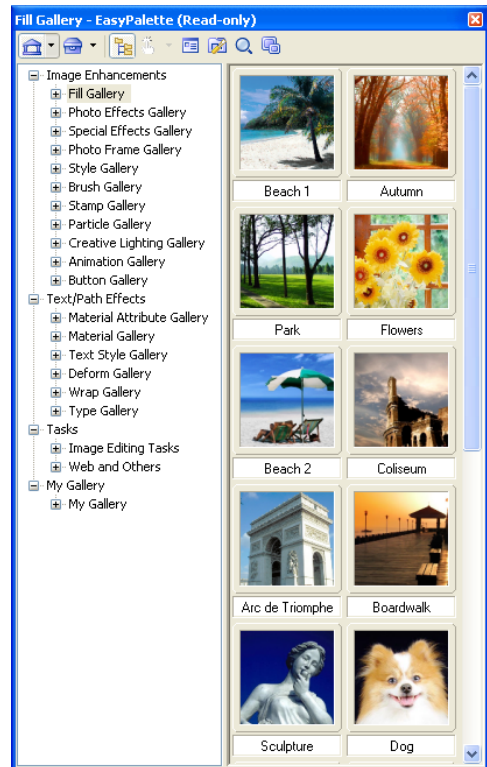 Fill Gallery - EasyPalette (Read-only)
Image Enhancements
Fill Gallery
Photo Effects Gallery
Special Effects Gallery
Photo Frame Gallery
Style Gallery
Brush Gallery
Stamp Gallery
Particle Gallery
Creative Lighting Gallery
Animation Gallery
Button Gallery
Text/Path Effects
Material Attribute Gallery
Material Gallery
Text Style Gallery
Deform Gallery
Wrap Gallery
Type Gallery
Tasks
Image Editing Tasks
Web and Others
My Gallery
My Gallery
Beach 1
Autumn
Park
Flowers
Beach 2
Coliseum
Arc de Triomphe
Boardwalk
Sculpture
Dog